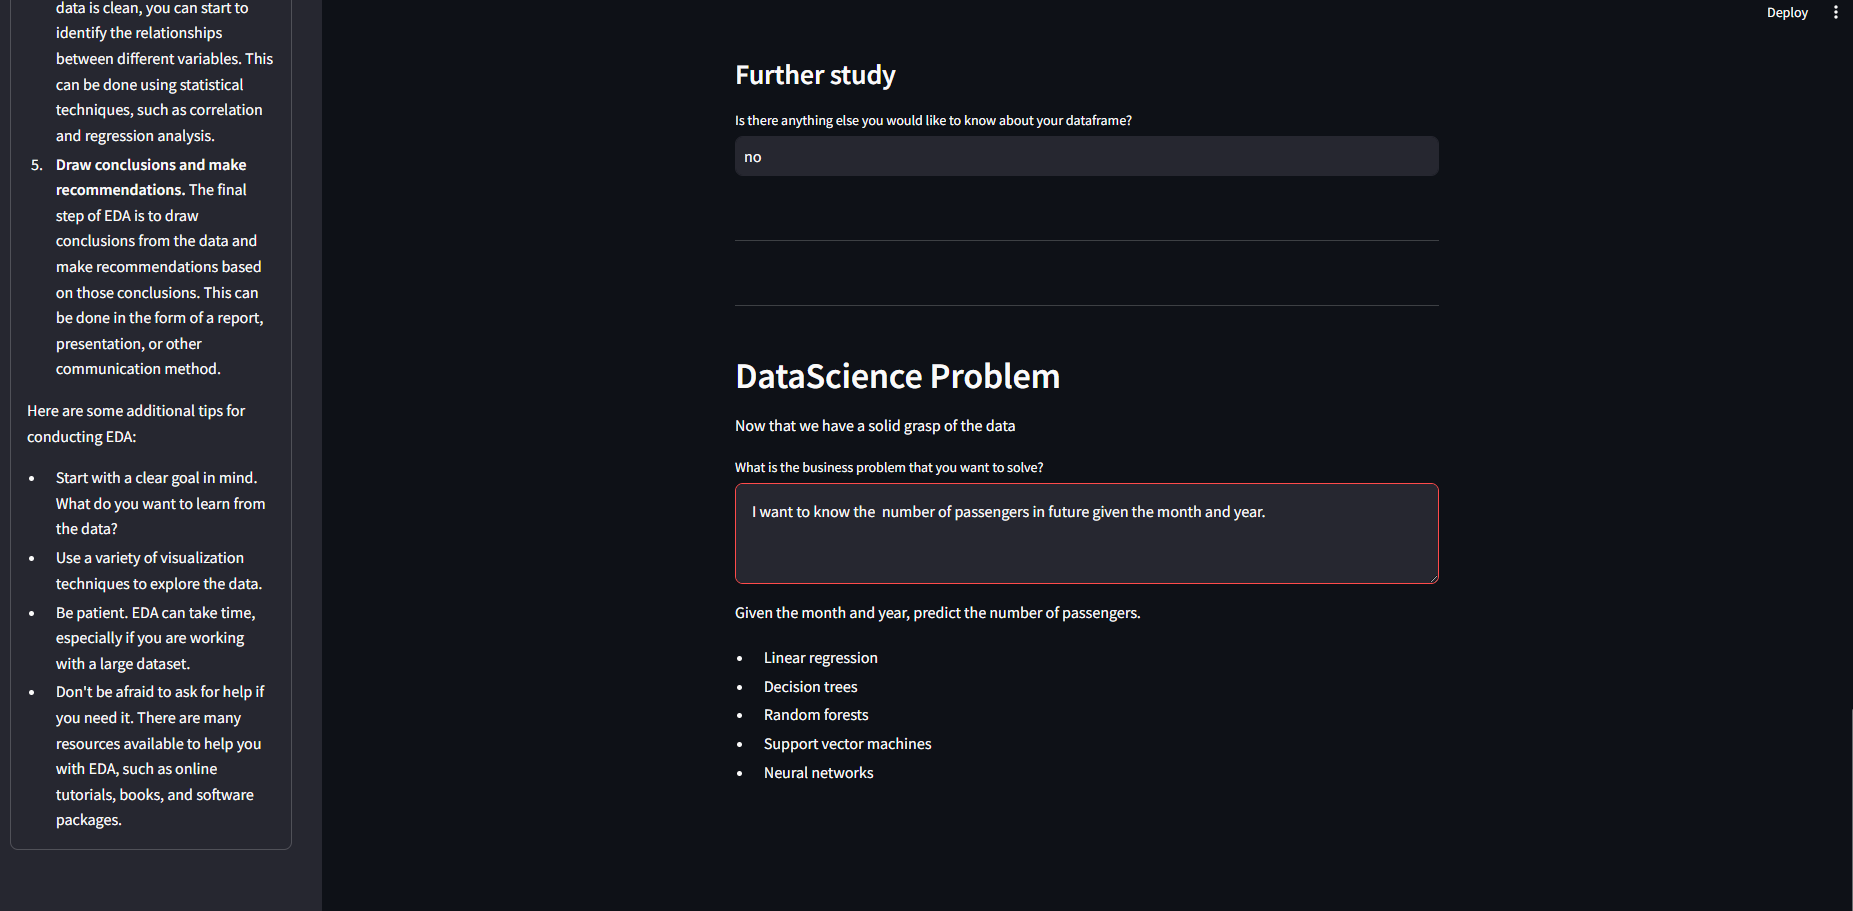 data is clean, you can start to
identify the relationships
between different variables. This
can be done using statistical
techniques, such as correlation
and regression analysis.
5. Draw conclusions and make
recommendations. The final
step of EDA is to draw
conclusions from the data and
make recommendations based
on those conclusions. This can
be done in the form of a report,
presentation, or other
communication method.
Here are some additional tips for
conducting EDA:
• Start with a clear goal in mind.
What do you want to learn from
the data?
• Use a variety of visualization
techniques to explore the data.
• Be patient. EDA can take time,
especially if you are working
with a large dataset.
• Don't be afraid to ask for help if
you need it. There are many
resources available to help you
with EDA, such as online
tutorials, books, and software
packages.
Deploy
Further study
Is there anything else you would like to know about your dataframe?
no
DataScience Problem
Now that we have a solid grasp of the data
What is the business problem that you want to solve?
I want to know the  number of passengers in future given the month and year.
Given the month and year, predict the number of passengers.
• Linear regression
• Decision trees
• Random forests
• Support vector machines
• Neural networks